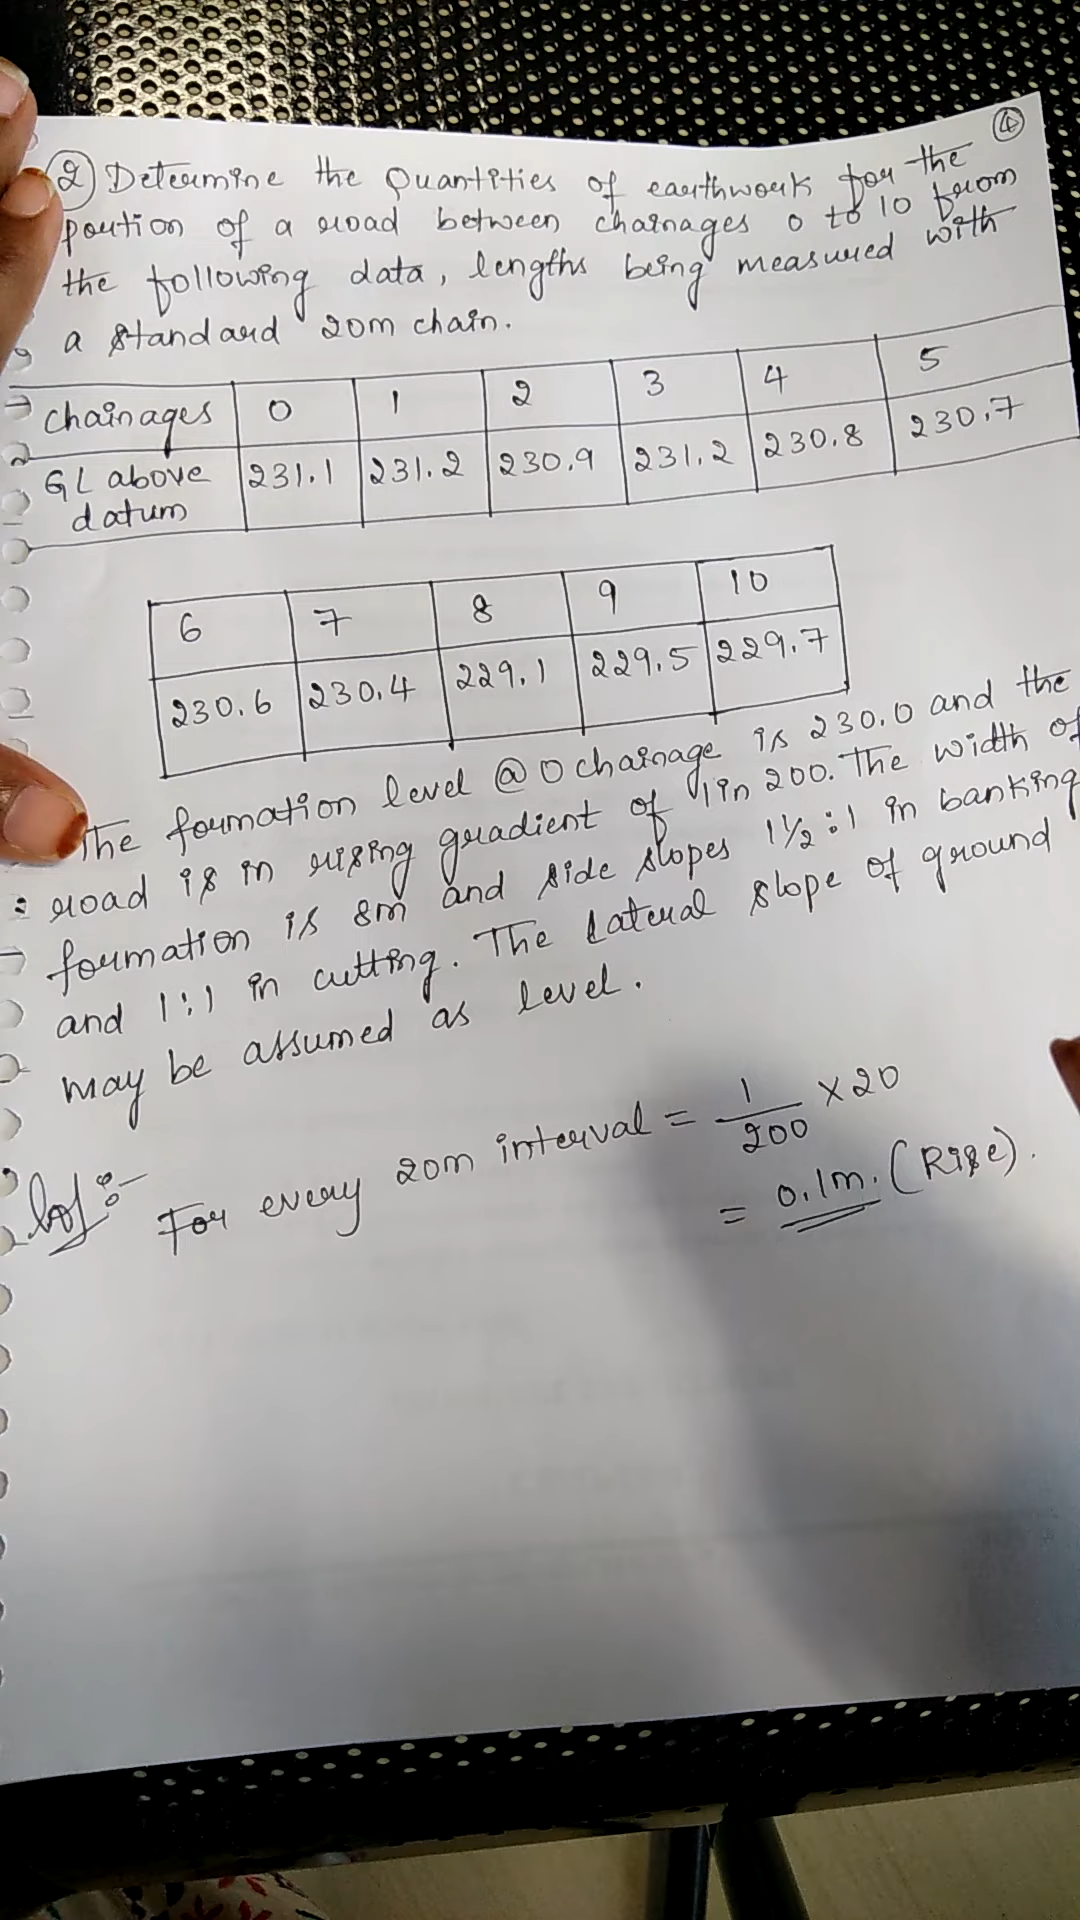 ④
② Determine the Quantities of earthwork for the
portion of a road between chainages 0 to 10 from
the following data, lengths being measured with
a standard 20m chain.
chainages 0 1 2 3 4 5
GL above datum 231.1 231.2 230.9 231.2 230.8 230.7
6 7 8 9 10
230.6 230.4 229.1 229.5 229.7
The formation level @ 0 chainage is 230.0 and the
road is in rising gradient of 1 in 200. The width of
formation is 8m and side slopes 1 1/2 : 1 in banking
and 1:1 in cutting. The Lateral slope of ground
may be assumed as level.
Sol:-
For every 20m interval = 1/200 × 20
= 0.1m. (Rise).